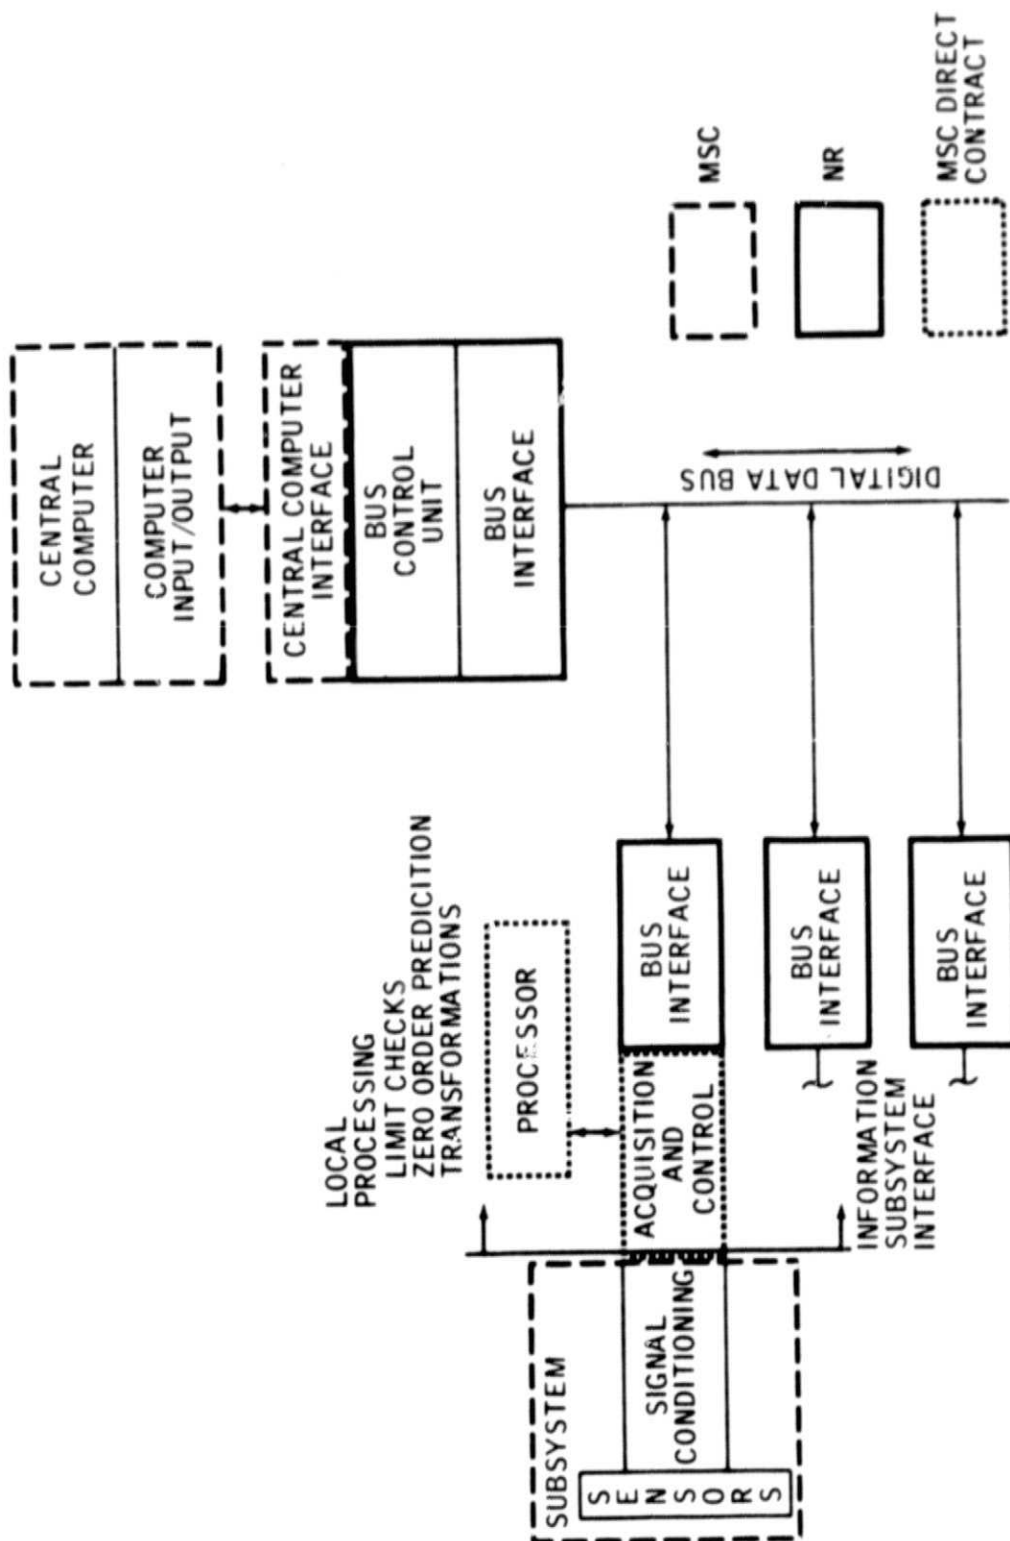 CENTRAL
COMPUTER
COMPUTER
INPUT/OUTPUT
CENTRAL COMPUTER
INTERFACE
BUS
CONTROL
UNIT
BUS
INTERFACE
LOCAL
PROCESSING
LIMIT CHECKS
ZERO ORDER PREDICITION
TRANSFORMATIONS
PROCESSOR
SUBSYSTEM
SENSORS
SIGNAL
CONDITIONING
ACQUISITION
AND
CONTROL
BUS
INTERFACE
BUS
INTERFACE
BUS
INTERFACE
INFORMATION
SUBSYSTEM
INTERFACE
DIGITAL DATA BUS
MSC
NR
MSC DIRECT
CONTRACT